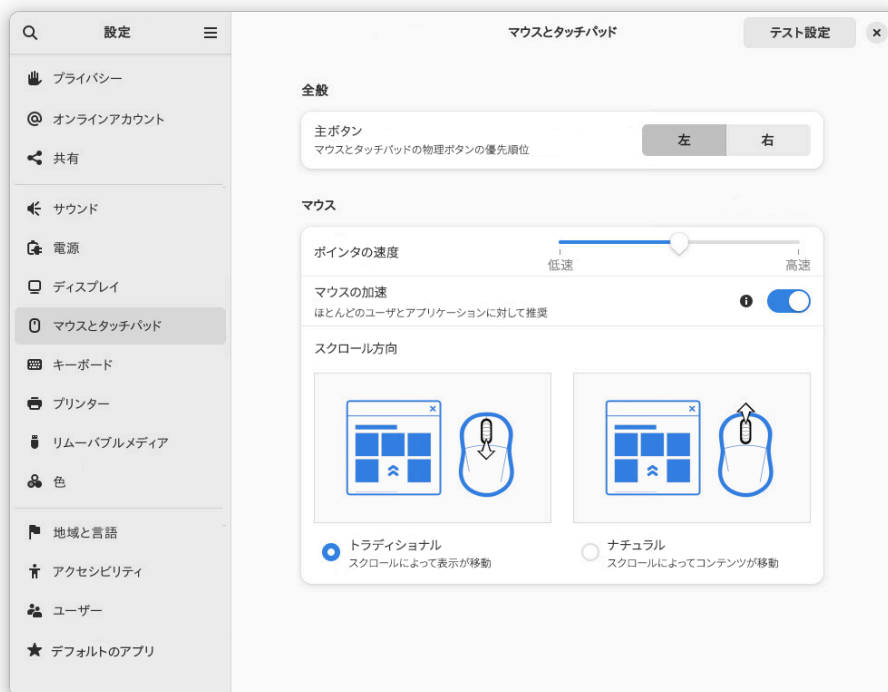 設定
プライバシー
オンラインアカウント
共有
サウンド
電源
ディスプレイ
マウスとタッチパッド
キーボード
プリンター
リムーバブルメディア
色
地域と言語
アクセシビリティ
ユーザー
デフォルトのアプリ
マウスとタッチパッド
テスト設定
全般
主ボタン
マウスとタッチパッドの物理ボタンの優先順位
左 右
マウス
ポインタの速度
低速 高速
マウスの加速
ほとんどのユーザとアプリケーションに対して推奨
スクロール方向
トラディショナル
スクロールによって表示が移動
ナチュラル
スクロールによってコンテンツが移動